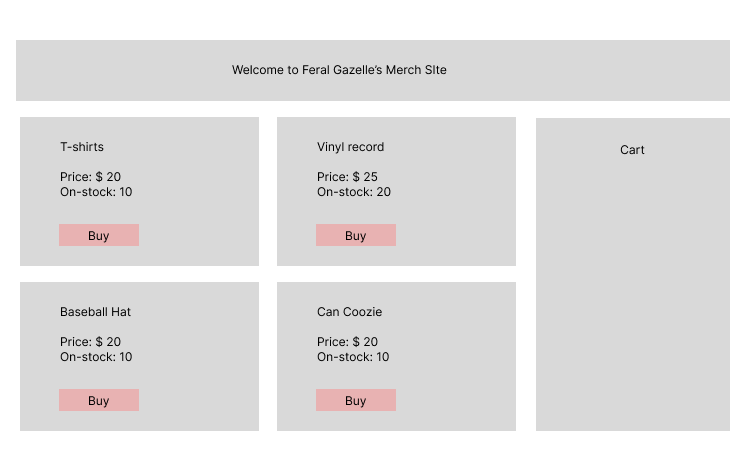 Welcome to Feral Gazelle’s Merch SIte
T-shirts
Price: $ 20
On-stock: 10
Buy
Vinyl record
Price: $ 25
On-stock: 20
Buy
Cart
Baseball Hat
Price: $ 20
On-stock: 10
Buy
Can Coozie
Price: $ 20
On-stock: 10
Buy